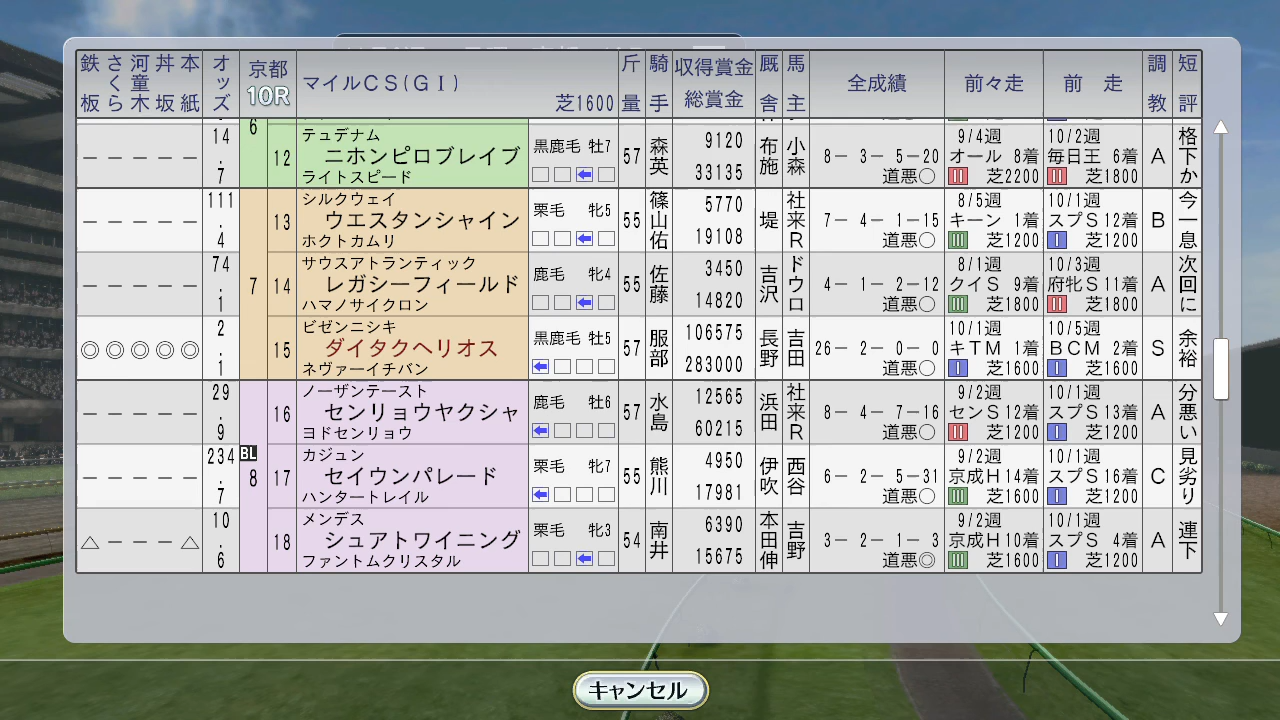 鉄板 さくら 河童木 丼坂 本紙 オッズ 京都10R マイルCS(GⅠ) 芝1600 斤量 騎手 収得賞金 総賞金 厩舎 馬主 全成績 前々走 前 走 調教 短評
6
－ － － － － 14.7 12 テュデナム 黒鹿毛 牡7 57 森英 9120 布施 小森 8－ 3－ 5－20 9/4週 10/2週 A 格下か
ニホンピロブレイブ オール 8着 毎日王 6着
ライトスピード 33135 道悪○ Ⅱ 芝2200 Ⅱ 芝1800
－ － － － － 111.4 7 13 シルクウェイ 栗毛 牝5 55 篠山佑 5770 堤 社来R 7－ 4－ 1－15 8/5週 10/1週 B 今一息
ウエスタンシャイン キーン 1着 スプS 12着
ホクトカムリ 19108 道悪○ Ⅲ 芝1200 Ⅰ 芝1200
－ － － － － 74.1 14 サウスアトランティック 鹿毛 牝4 55 佐藤 3450 吉沢 ドウロ 4－ 1－ 2－12 8/1週 10/3週 A 次回に
レガシーフィールド クイS 9着 府牝S 11着
ハマノサイクロン 14820 道悪○ Ⅲ 芝1800 Ⅱ 芝1800
◎ ◎ ◎ ◎ ◎ 2.1 15 ビゼンニシキ 黒鹿毛 牡5 57 服部 106575 長野 吉田 26－ 2－ 0－ 0 10/1週 10/5週 S 余裕
ダイタクヘリオス キTM 1着 BCM 2着
ネヴァーイチバン 283000 道悪○ Ⅰ 芝1600 Ⅰ 芝1600
－ － － － － 29.9 16 ノーザンテースト 鹿毛 牡6 57 水島 12565 浜田 社来R 8－ 4－ 7－16 9/2週 10/1週 A 分悪い
センリョウヤクシャ センS 12着 スプS 13着
ヨドセンリョウ 60215 道悪○ Ⅱ 芝1200 Ⅰ 芝1200
－ － － － － 234.7 BL 8 17 カジュン 栗毛 牝7 55 熊川 4950 伊吹 西谷 6－ 2－ 5－31 9/2週 10/1週 C 見劣り
セイウンパレード 京成H 14着 スプS 16着
ハンタートレイル 17981 道悪○ Ⅲ 芝1600 Ⅰ 芝1200
△ － － － △ 10.6 18 メンデス 栗毛 牝3 54 南井 6390 本田伸 吉野 3－ 2－ 1－ 3 9/2週 10/1週 A 連下
シュアトワイニング 京成H 10着 スプS 4着
ファントムクリスタル 15675 道悪◎ Ⅲ 芝1600 Ⅰ 芝1200
キャンセル